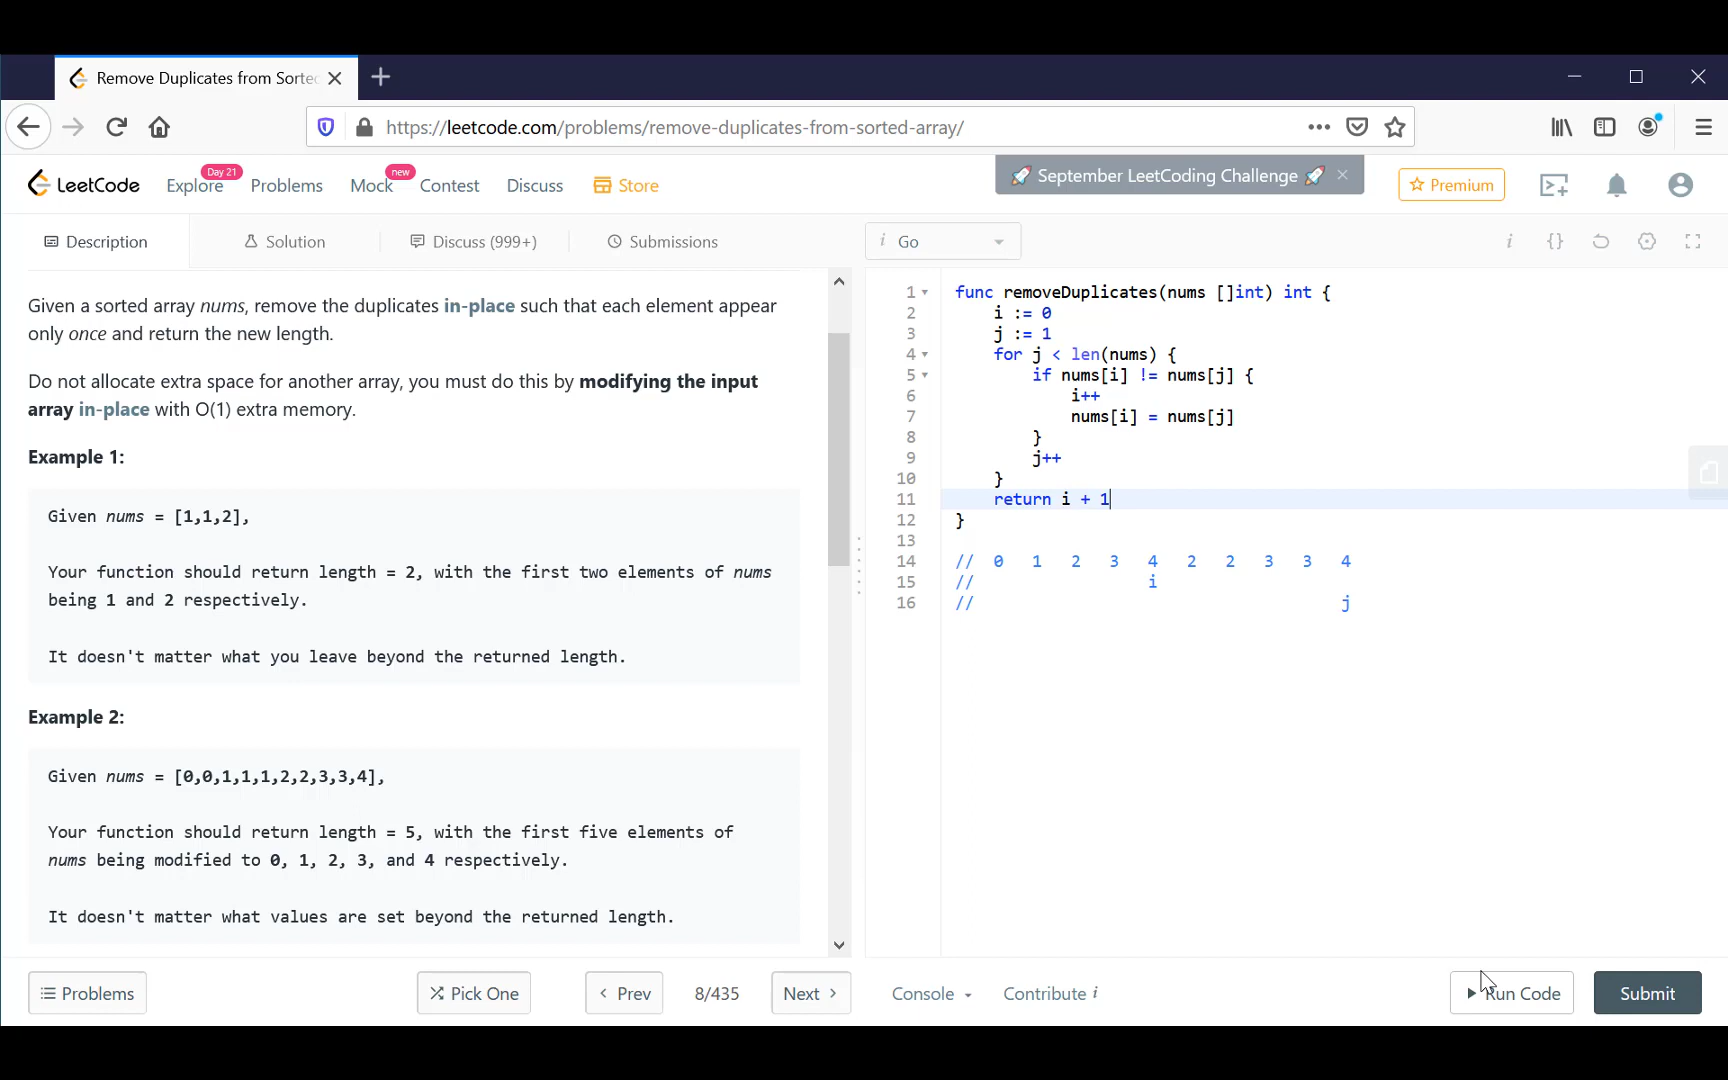 Remove Duplicates from Sorte
https://leetcode.com/problems/remove-duplicates-from-sorted-array/
LeetCode Explore Day 21 Problems Mock new Contest Discuss Store
🚀 September LeetCoding Challenge 🚀
Premium
Description Solution Discuss (999+) Submissions
i Go
Given a sorted array nums, remove the duplicates in-place such that each element appear
only once and return the new length.
Do not allocate extra space for another array, you must do this by modifying the input
array in-place with O(1) extra memory.
Example 1:
Given nums = [1,1,2],
Your function should return length = 2, with the first two elements of nums
being 1 and 2 respectively.
It doesn't matter what you leave beyond the returned length.
Example 2:
Given nums = [0,0,1,1,1,2,2,3,3,4],
Your function should return length = 5, with the first five elements of
nums being modified to 0, 1, 2, 3, and 4 respectively.
It doesn't matter what values are set beyond the returned length.
1 func removeDuplicates(nums []int) int {
2 i := 0
3 j := 1
4 for j < len(nums) {
5 if nums[i] != nums[j] {
6 i++
7 nums[i] = nums[j]
8 }
9 j++
10 }
11 return i + 1
12 }
13
14 // 0 1 2 3 4 2 2 3 3 4
15 // i
16 // j
Problems
Pick One
Prev
8/435
Next
Console
Contribute i
Run Code
Submit